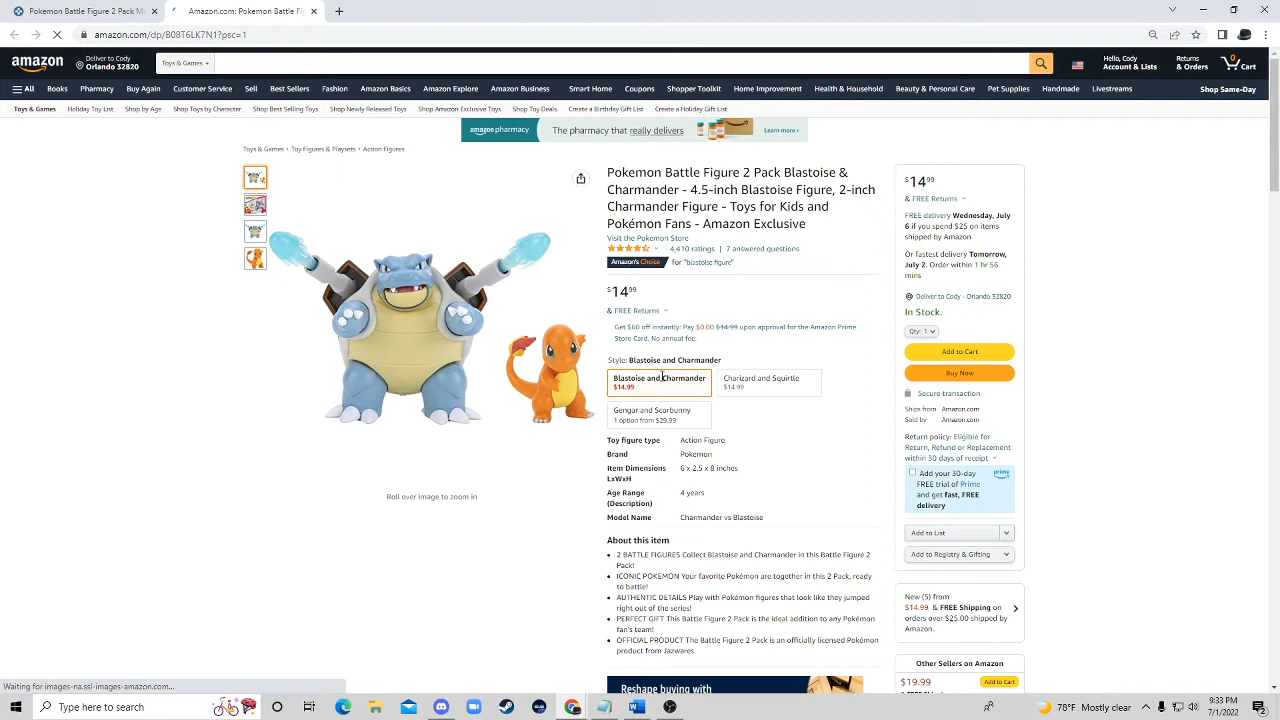 Pokemon Battle Figure 2 Pack M
Amazon.com: Pokemon Battle Fig
amazon.com/dp/B08T6LK7N1?psc=1
amazon
Deliver to Cody
Orlando 32820
Toys & Games
Hello, Cody
Account & Lists
Returns
& Orders
0
Cart
All
Books
Pharmacy
Buy Again
Customer Service
Sell
Best Sellers
Fashion
Amazon Basics
Amazon Explore
Amazon Business
Smart Home
Coupons
Shopper Toolkit
Home Improvement
Health & Household
Beauty & Personal Care
Pet Supplies
Handmade
Livestreams
Shop Same-Day
Toys & Games
Holiday Toy List
Shop by Age
Shop Toys by Character
Shop Best Selling Toys
Shop Newly Released Toys
Shop Amazon Exclusive Toys
Shop Toy Deals
Create a Birthday Gift List
Create a Holiday Gift List
amazon pharmacy
The pharmacy that really delivers
Learn more ›
Toys & Games › Toy Figures & Playsets › Action Figures
Roll over image to zoom in
Pokemon Battle Figure 2 Pack Blastoise &
Charmander - 4.5-inch Blastoise Figure, 2-inch
Charmander Figure - Toys for Kids and
Pokémon Fans - Amazon Exclusive
Visit the Pokemon Store
4,410 ratings | 7 answered questions
Amazon's Choice for "blastoise figure"
$14 99
& FREE Returns
Get $60 off instantly: Pay $0.00 $14.99 upon approval for the Amazon Prime
Store Card. No annual fee.
Style: Blastoise and Charmander
Blastoise and Charmander
$14.99
Charizard and Squirtle
$14.99
Gengar and Scorbunny
1 option from $29.99
Toy figure type Action Figure
Brand Pokemon
Item Dimensions 6 x 2.5 x 8 inches
LxWxH
Age Range 4 years
(Description)
Model Name Charmander vs Blastoise
About this item
• 2 BATTLE FIGURES Collect Blastoise and Charmander in this Battle Figure 2
Pack!
• ICONIC POKEMON Your favorite Pokémon are together in this 2 Pack, ready
to battle!
• AUTHENTIC DETAILS Play with Pokémon figures that look like they jumped
right out of the series!
• PERFECT GIFT This Battle Figure 2 Pack is the ideal addition to any Pokémon
fan's team!
• OFFICIAL PRODUCT The Battle Figure 2 Pack is an officially licensed Pokémon
product from Jazwares.
Reshape buying with
$14 99
& FREE Returns
FREE delivery Wednesday, July
6 if you spend $25 on items
shipped by Amazon
Or fastest delivery Tomorrow,
July 2. Order within 1 hr 56
mins
Deliver to Cody - Orlando 32820
In Stock.
Qty: 1
Add to Cart
Buy Now
Secure transaction
Ships from Amazon.com
Sold by Amazon.com
Return policy: Eligible for
Return, Refund or Replacement
within 30 days of receipt
Add your 30-day
FREE trial of Prime
and get fast, FREE
delivery
prime
Add to List
Add to Registry & Gifting
New (5) from
$14.99 & FREE Shipping on
orders over $25.00 shipped by
Amazon.
Other Sellers on Amazon
$19.99
Add to Cart
Waiting for images-na.ssl-images-amazon.com...
Type here to search
78°F Mostly clear
9:33 PM
7/1/2022